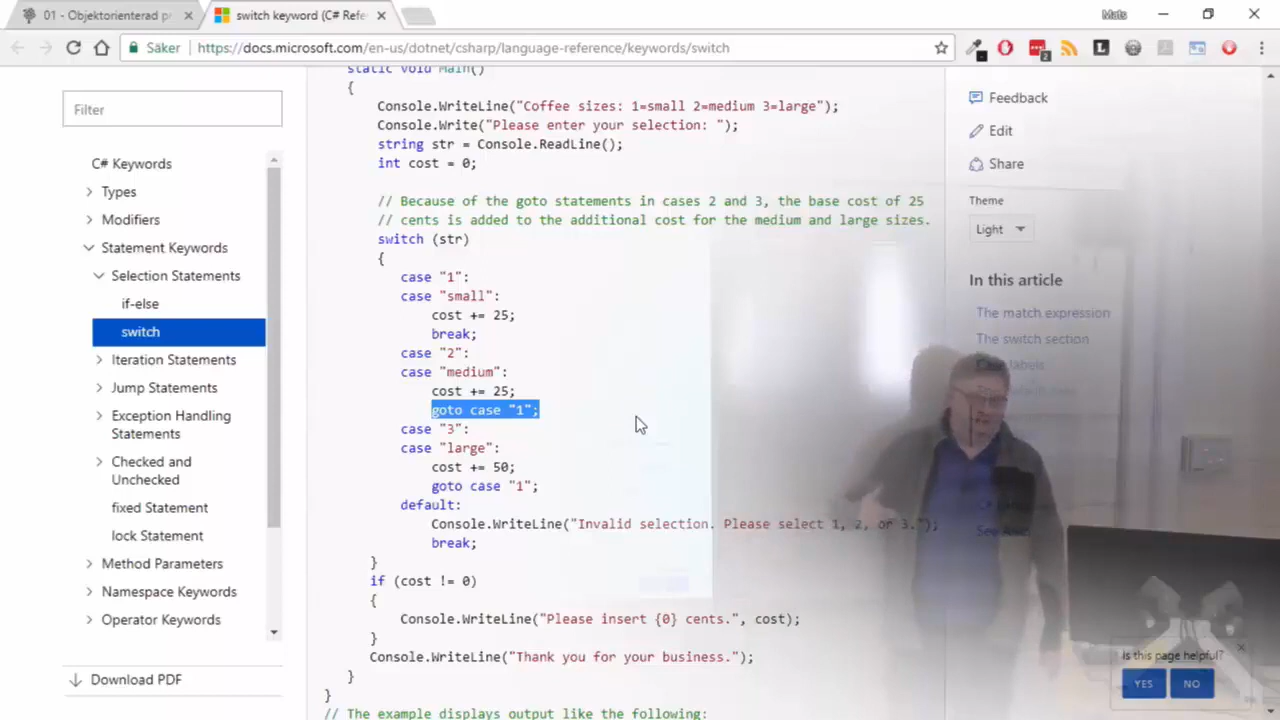 01 - Objektorienterad pr
switch keyword (C# Refe
Mats
Säker
https://docs.microsoft.com/en-us/dotnet/csharp/language-reference/keywords/switch
Filter
C# Keywords
Types
Modifiers
Statement Keywords
Selection Statements
if-else
switch
Iteration Statements
Jump Statements
Exception Handling
Statements
Checked and
Unchecked
fixed Statement
lock Statement
Method Parameters
Namespace Keywords
Operator Keywords
Download PDF
static void Main()
{
Console.WriteLine("Coffee sizes: 1=small 2=medium 3=large");
Console.Write("Please enter your selection: ");
string str = Console.ReadLine();
int cost = 0;
// Because of the goto statements in cases 2 and 3, the base cost of 25
// cents is added to the additional cost for the medium and large sizes.
switch (str)
{
case "1":
case "small":
cost += 25;
break;
case "2":
case "medium":
cost += 25;
goto case "1";
case "3":
case "large":
cost += 50;
goto case "1";
default:
Console.WriteLine("Invalid selection. Please select 1, 2, or 3.");
break;
}
if (cost != 0)
{
Console.WriteLine("Please insert {0} cents.", cost);
}
Console.WriteLine("Thank you for your business.");
}
}
// The example displays output like the following:
Feedback
Edit
Share
Theme
Light
In this article
The match expression
The switch section
Case labels
See Also
Is this page helpful?
YES
NO